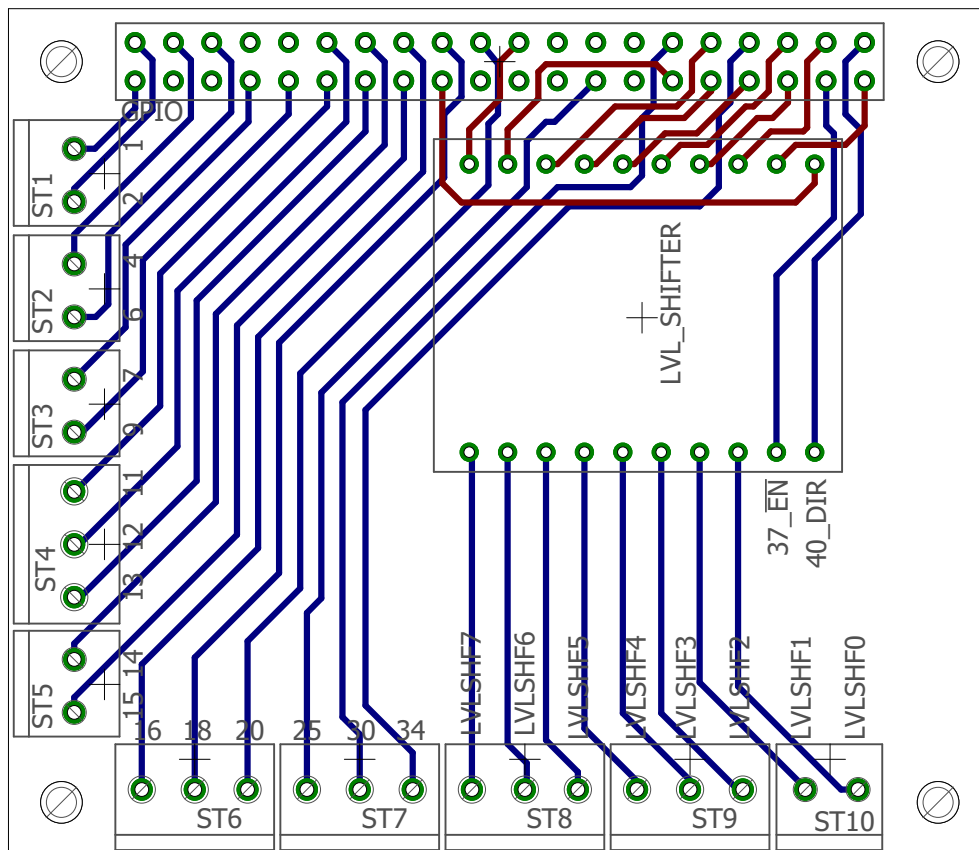 GPIO
ST1
1
2
ST2
4
6
ST3
7
9
ST4
11
12
13
ST5
14
15
LVL_SHIFTER
37_EN
40_DIR
16
18
20
25
30
34
LVLSHF7
LVLSHF6
LVLSHF5
LVLSHF4
LVLSHF3
LVLSHF2
LVLSHF1
LVLSHF0
ST6
ST7
ST8
ST9
ST10